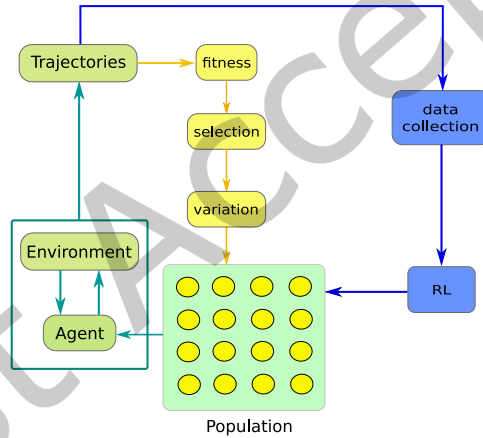 Trajectories
fitness
selection
variation
data
collection
Environment
Agent
RL
Population